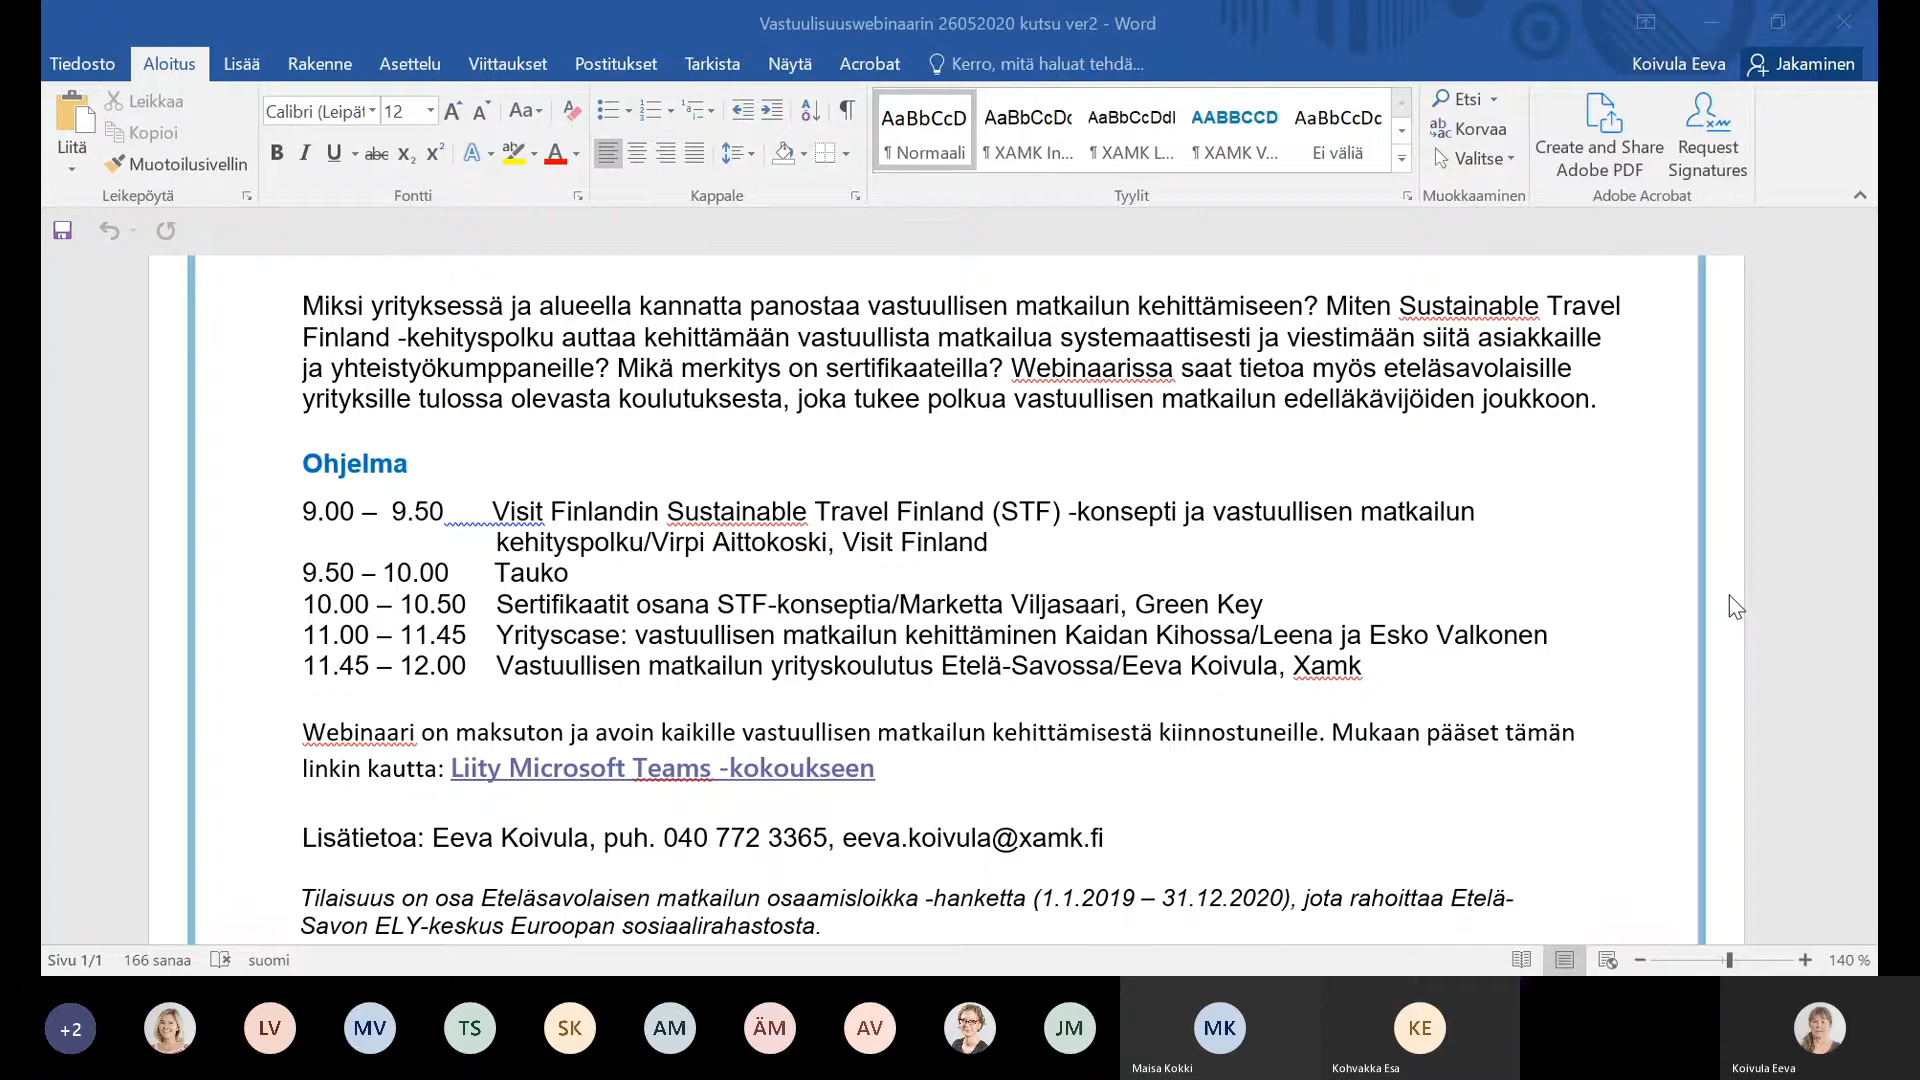 Vastuulisuuswebinaarin 26052020 kutsu ver2 - Word
Tiedosto Aloitus Lisää Rakenne Asettelu Viittaukset Postitukset Tarkista Näytä Acrobat Kerro, mitä haluat tehdä... Koivula Eeva Jakaminen
Liitä
Leikkaa
Kopioi
Muotoilusivellin
Leikepöytä
Calibri (Leipät 12
Fontti
Kappale
AaBbCcD AaBbCcDc AaBbCcDdI AABBCCD AaBbCcDc
¶ Normaali ¶ XAMK In... ¶ XAMK L... ¶ XAMK V... Ei väliä
Tyylit
Etsi
Korvaa
Valitse
Muokkaaminen
Create and Share
Adobe PDF
Request
Signatures
Adobe Acrobat
Miksi yrityksessä ja alueella kannatta panostaa vastuullisen matkailun kehittämiseen? Miten Sustainable Travel
Finland -kehityspolku auttaa kehittämään vastuullista matkailua systemaattisesti ja viestimään siitä asiakkaille
ja yhteistyökumppaneille? Mikä merkitys on sertifikaateilla? Webinaarissa saat tietoa myös eteläsavolaisille
yrityksille tulossa olevasta koulutuksesta, joka tukee polkua vastuullisen matkailun edelläkävijöiden joukkoon.
Ohjelma
9.00 – 9.50 Visit Finlandin Sustainable Travel Finland (STF) -konsepti ja vastuullisen matkailun
kehityspolku/Virpi Aittokoski, Visit Finland
9.50 – 10.00 Tauko
10.00 – 10.50 Sertifikaatit osana STF-konseptia/Marketta Viljasaari, Green Key
11.00 – 11.45 Yrityscase: vastuullisen matkailun kehittäminen Kaidan Kihossa/Leena ja Esko Valkonen
11.45 – 12.00 Vastuullisen matkailun yrityskoulutus Etelä-Savossa/Eeva Koivula, Xamk
Webinaari on maksuton ja avoin kaikille vastuullisen matkailun kehittämisestä kiinnostuneille. Mukaan pääset tämän
linkin kautta: Liity Microsoft Teams -kokoukseen
Lisätietoa: Eeva Koivula, puh. 040 772 3365, eeva.koivula@xamk.fi
Tilaisuus on osa Eteläsavolaisen matkailun osaamisloikka -hanketta (1.1.2019 – 31.12.2020), jota rahoittaa Etelä-
Savon ELY-keskus Euroopan sosiaalirahastosta.
Sivu 1/1 166 sanaa suomi 140 %
+2 LV MV TS SK AM ÄM AV JM MK KE
Maisa Kokki Kohvakka Esa Koivula Eeva